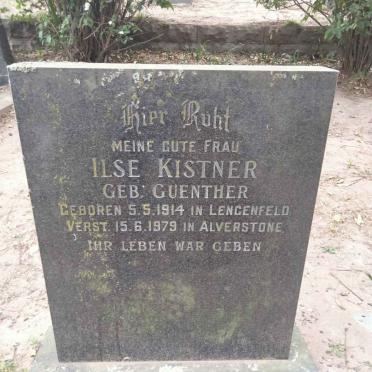 Hier Ruht
MEINE GUTE FRAU
ILSE KISTNER
GEB. GUENTHER
GEBOREN 5.5.1914 IN LENGENFELD
VERST. 15.6.1979 IN ALVERSTONE
IHR LEBEN WAR GEBEN